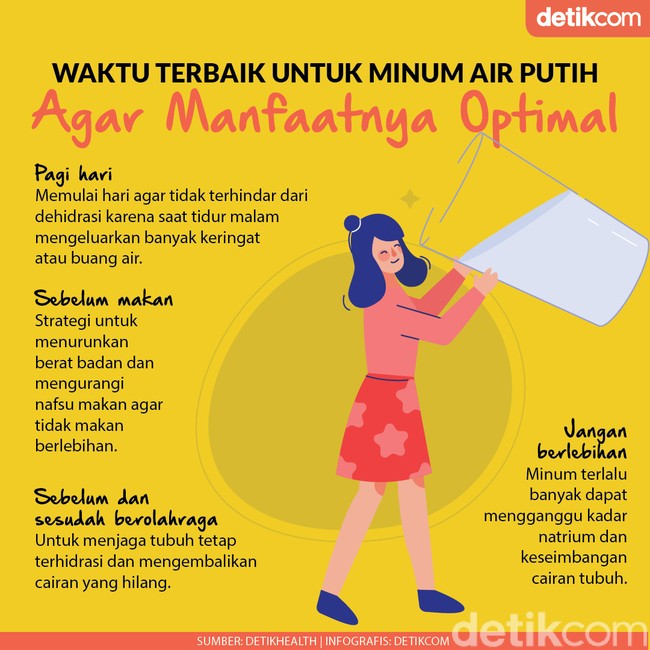 detikcom
WAKTU TERBAIK UNTUK MINUM AIR PUTIH
Agar Manfaatnya Optimal
Pagi hari
Memulai hari agar tidak terhindar dari
dehidrasi karena saat tidur malam
mengeluarkan banyak keringat
atau buang air.
Sebelum makan
Strategi untuk
menurunkan
berat badan dan
mengurangi
nafsu makan agar
tidak makan
berlebihan.
Sebelum dan
sesudah berolahraga
Untuk menjaga tubuh tetap
terhidrasi dan mengembalikan
cairan yang hilang.
Jangan
berlebihan
Minum terlalu
banyak dapat
mengganggu kadar
natrium dan
keseimbangan
cairan tubuh.
SUMBER: DETIKHEALTH | INFOGRAFIS: DETIKCOM
detikcom